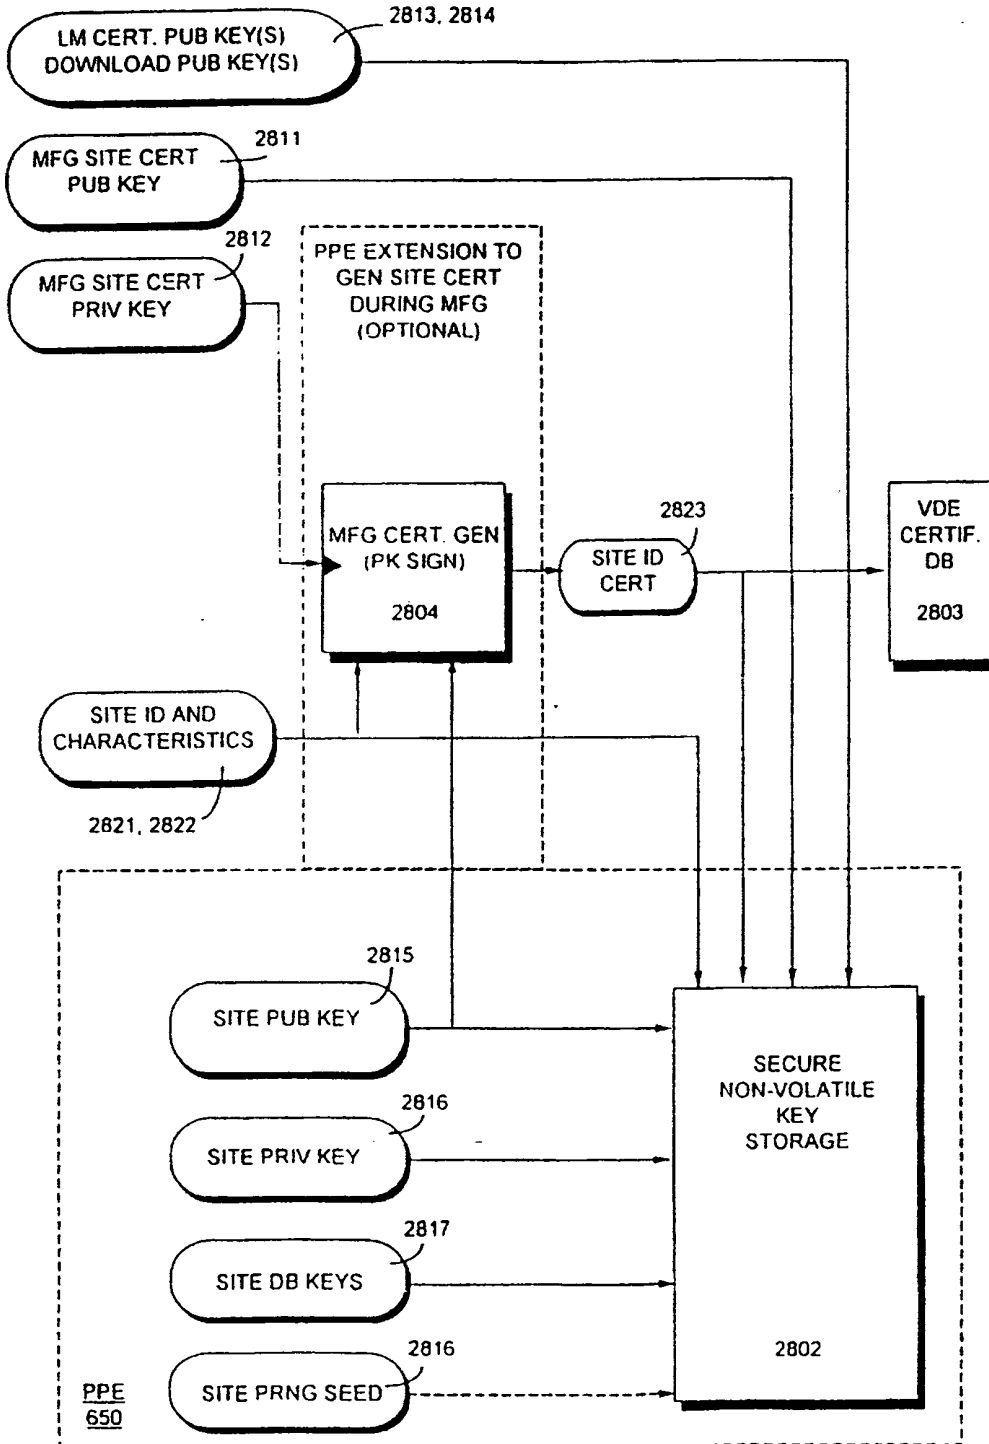 2813, 2814
LM CERT. PUB KEY(S)
DOWNLOAD PUB KEY(S)
2811
MFG SITE CERT
PUB KEY
2812
MFG SITE CERT
PRIV KEY
PPE EXTENSION TO
GEN SITE CERT
DURING MFG
(OPTIONAL)
MFG CERT. GEN
(PK SIGN)
2804
2823
SITE ID
CERT
VDE
CERTIF.
DB
2803
SITE ID AND
CHARACTERISTICS
2821, 2822
2815
SITE PUB KEY
2816
SITE PRIV KEY
2817
SITE DB KEYS
2816
SITE PRNG SEED
SECURE
NON-VOLATILE
KEY
STORAGE
2802
PPE
650